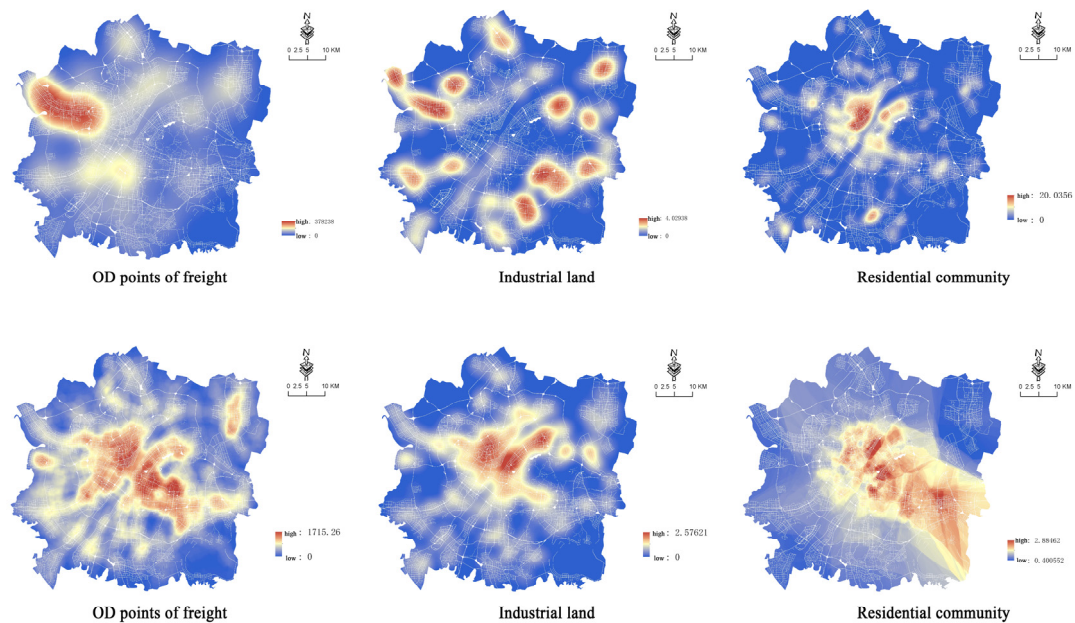 N
0 2.5 5 10 KM
high: 378238
low : 0
OD points of freight
N
0 2.5 5 10 KM
high: 4.02938
low : 0
Industrial land
N
0 2.5 5 10 KM
high: 20.0356
low : 0
Residential community
N
0 2.5 5 10 KM
high: 1715.26
low : 0
OD points of freight
N
0 2.5 5 10 KM
high: 2.57621
low : 0
Industrial land
N
0 2.5 5 10 KM
high: 2.88462
low : 0.400552
Residential community